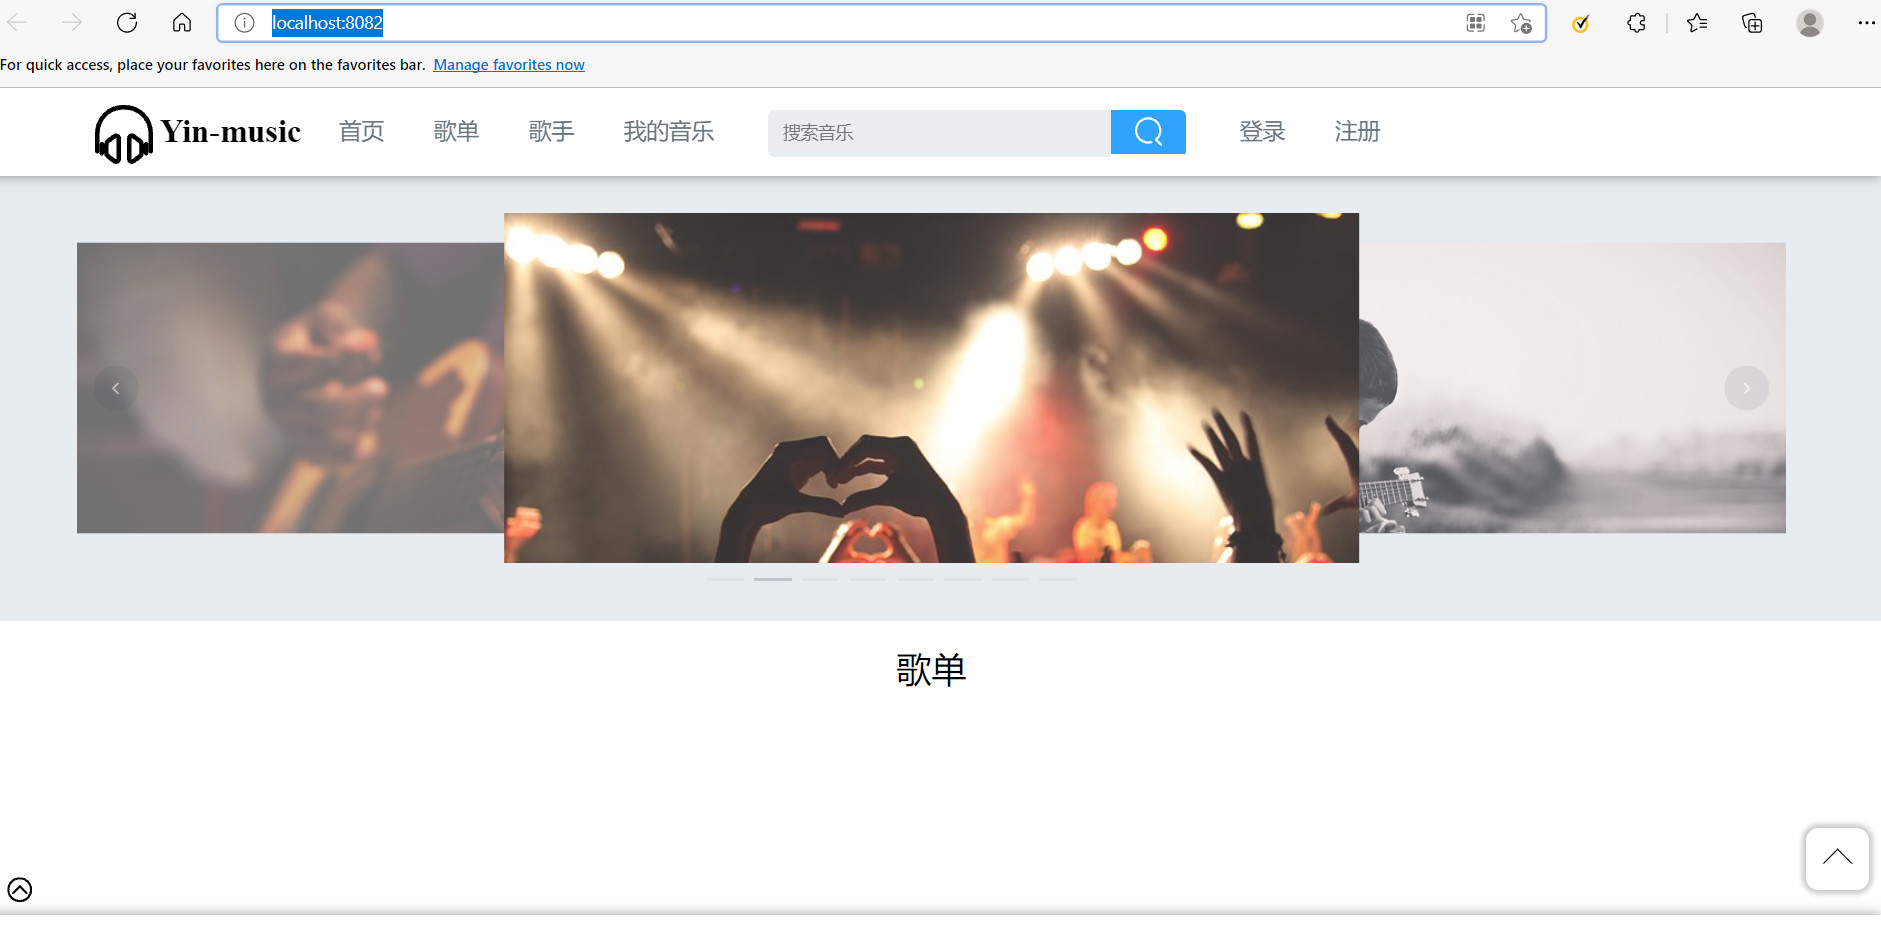 localhost:8082
For quick access, place your favorites here on the favorites bar. Manage favorites now
Yin-music 首页 歌单 歌手 我的音乐 搜索音乐 登录 注册
歌单